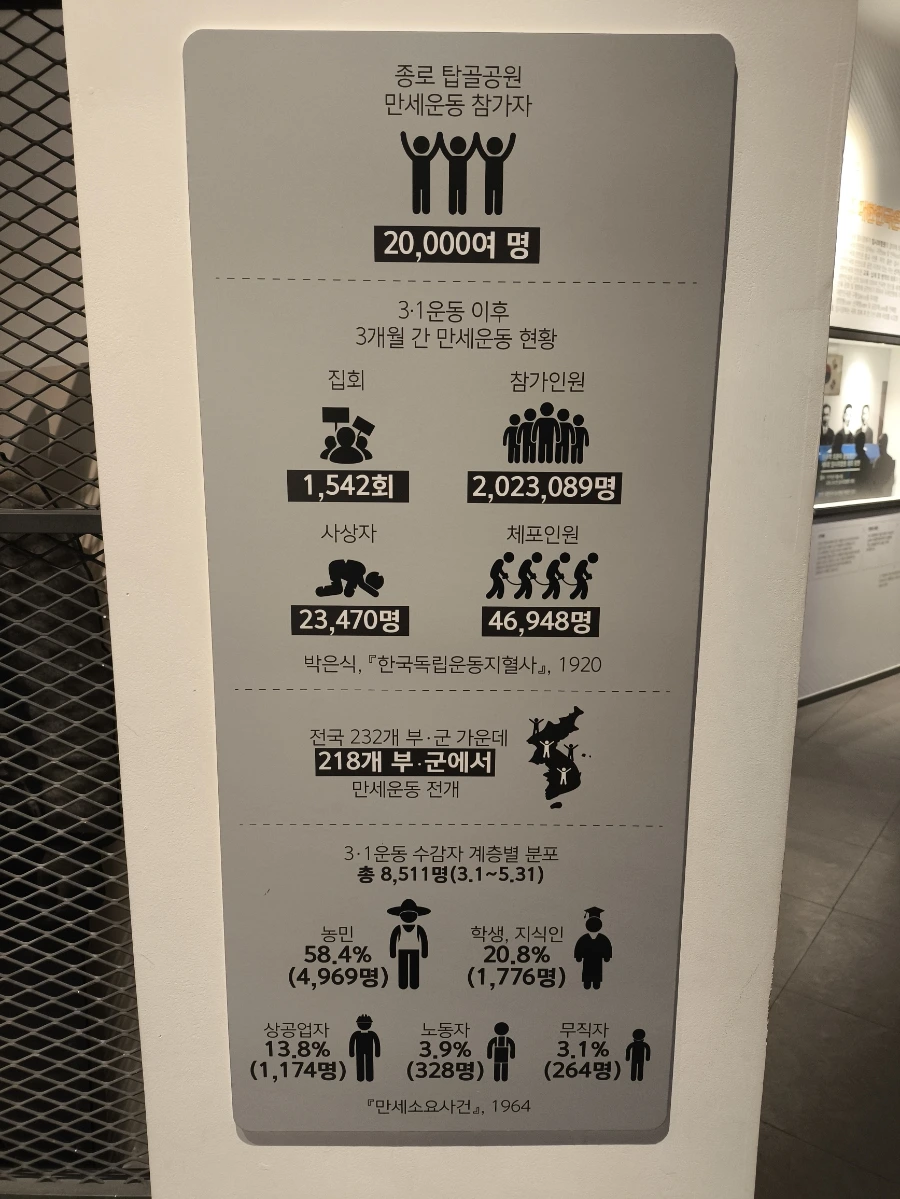 종로 탑골공원
만세운동 참가자
20,000여 명
3·1운동 이후
3개월 간 만세운동 현황
집회
1,542회
참가인원
2,023,089명
사상자
23,470명
체포인원
46,948명
박은식, 『한국독립운동지혈사』, 1920
전국 232개 부·군 가운데
218개 부·군에서
만세운동 전개
3·1운동 수감자 계층별 분포
총 8,511명(3.1~5.31)
농민
58.4%
(4,969명)
학생, 지식인
20.8%
(1,776명)
상공업자
13.8%
(1,174명)
노동자
3.9%
(328명)
무직자
3.1%
(264명)
『만세소요사건』, 1964